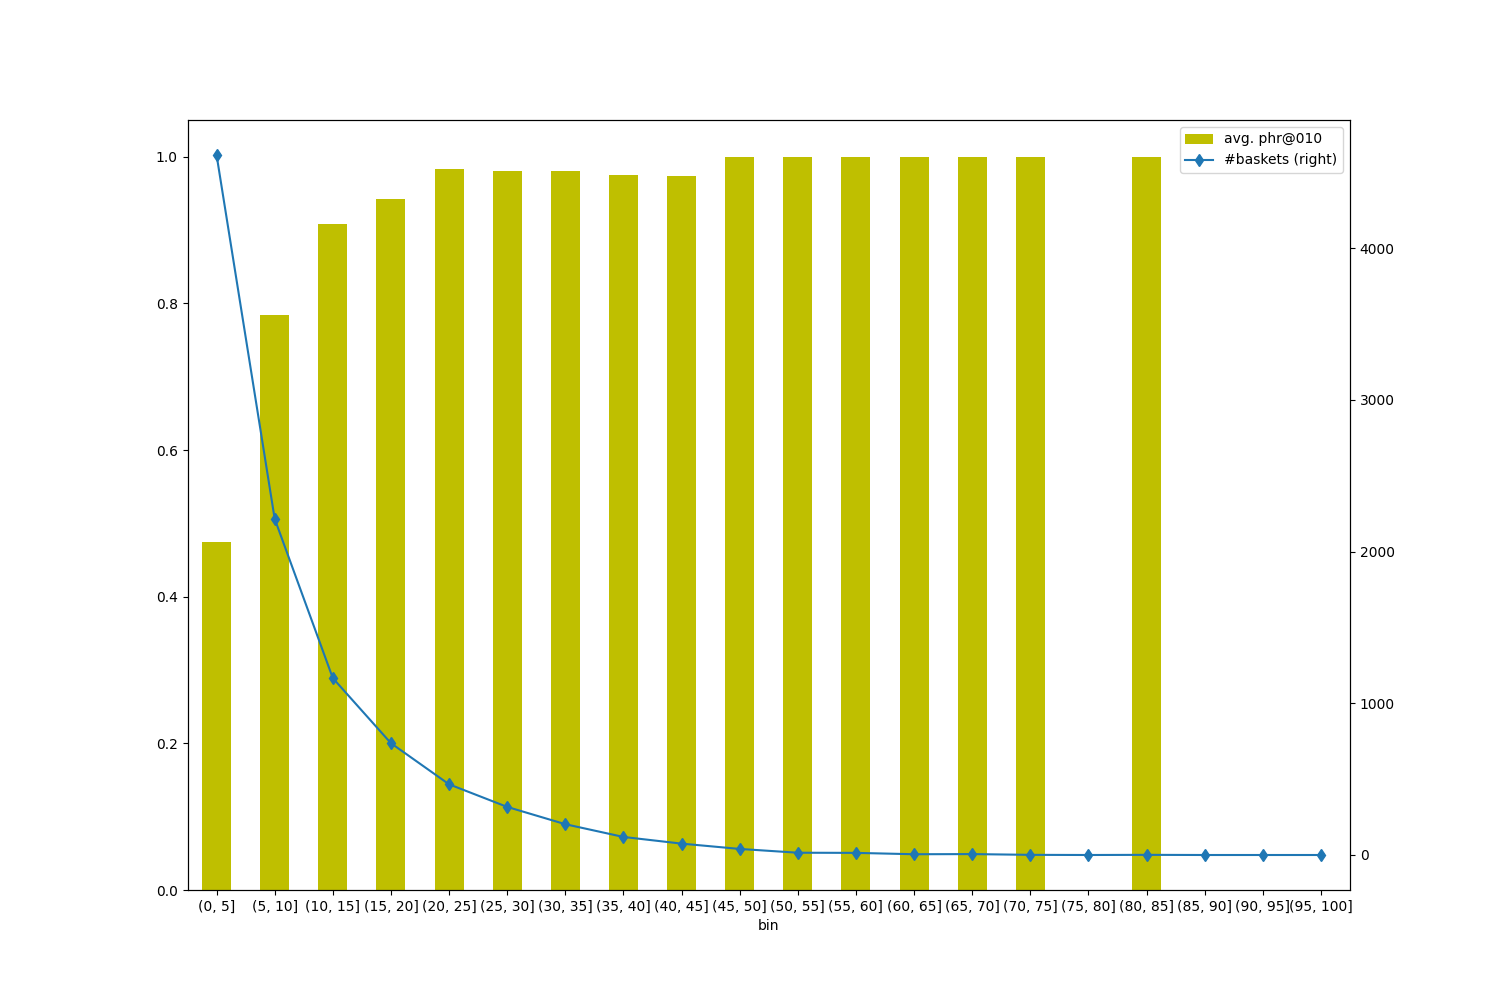 avg. phr@010
#baskets (right)
1.0
0.8
0.6
0.4
0.2
0.0
4000
3000
2000
1000
0
(0, 5] (5, 10] (10, 15] (15, 20] (20, 25] (25, 30] (30, 35] (35, 40] (40, 45] (45, 50] (50, 55] (55, 60] (60, 65] (65, 70] (70, 75] (75, 80] (80, 85] (85, 90] (90, 95] (95, 100]
bin